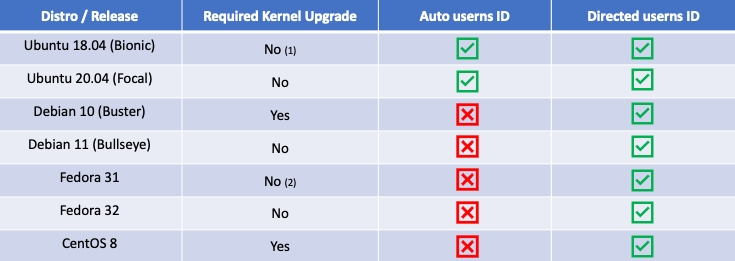 Distro / Release Required Kernel Upgrade Auto userns ID Directed userns ID
Ubuntu 18.04 (Bionic) No (1)
Ubuntu 20.04 (Focal) No
Debian 10 (Buster) Yes
Debian 11 (Bullseye) No
Fedora 31 No (2)
Fedora 32 No
CentOS 8 Yes